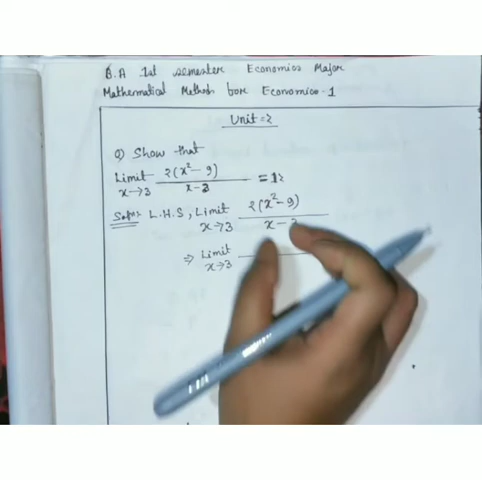 B.A 1st semester Economics Major
Mathematical Methods for Economics-1
Unit=2
Q) Show that
Limit x→3 2(x²-9)/x-3 = 12
Solⁿ: L.H.S, Limit x→3 2(x²-9)/x-3
⇒ Limit x→3